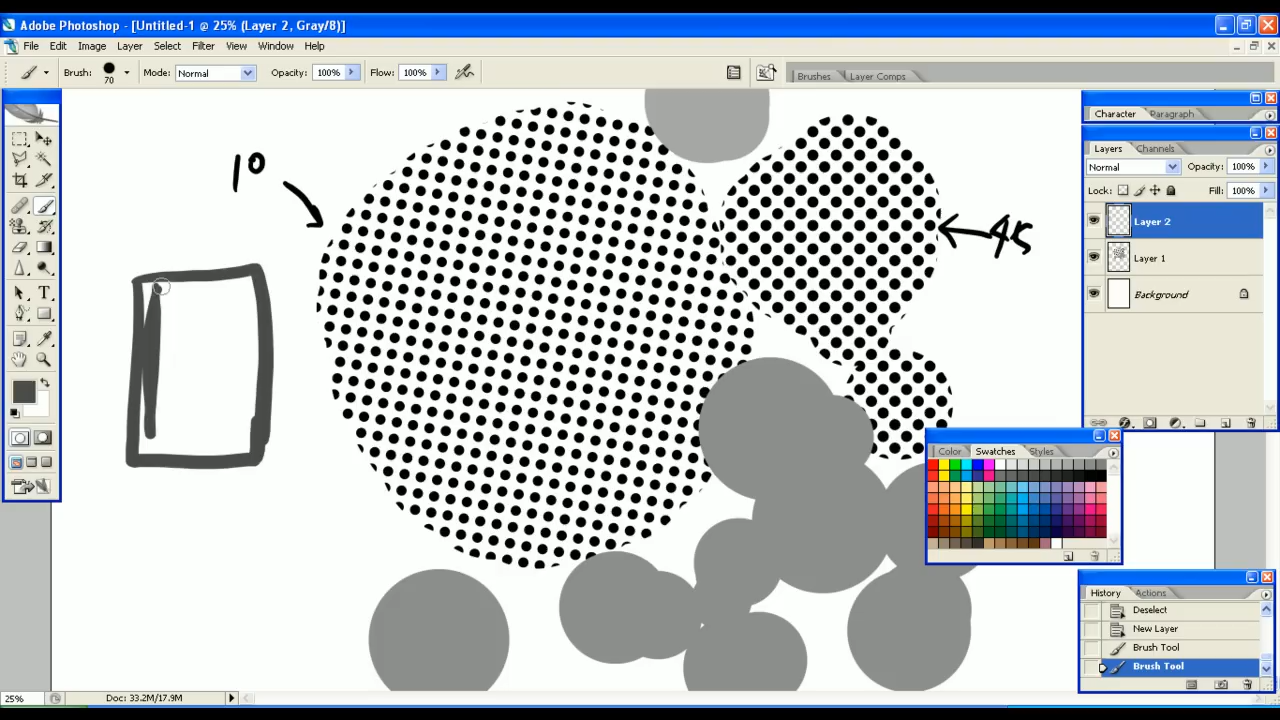 Adobe Photoshop - [Untitled-1 @ 25% (Layer 2, Gray/8)]
File Edit Image Layer Select Filter View Window Help
Brush: 70 Mode: Normal Opacity: 100% Flow: 100% Brushes Layer Comps
Character Paragraph
Layers Channels
Normal Opacity: 100%
Lock: Fill: 100%
Layer 2
Layer 1
Background
10
45
Color Swatches Styles
History Actions
Deselect
New Layer
Brush Tool
Brush Tool
25% Doc: 33.2M/17.9M